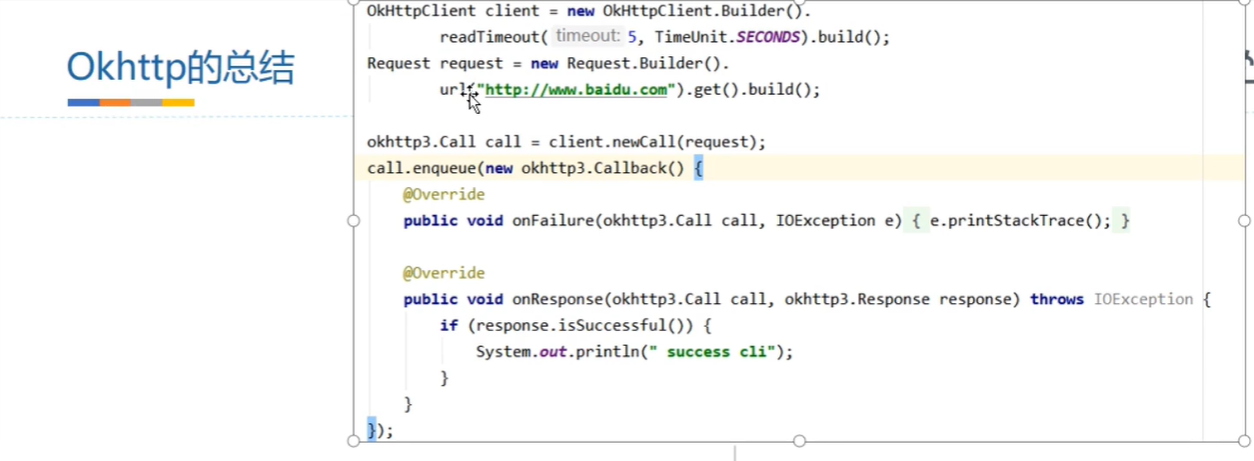 Okhttp的总结
OkHttpClient client = new OkHttpClient.Builder().
readTimeout( timeout: 5, TimeUnit.SECONDS).build();
Request request = new Request.Builder().
url("http://www.baidu.com").get().build();
okhttp3.Call call = client.newCall(request);
call.enqueue(new okhttp3.Callback() {
@Override
public void onFailure(okhttp3.Call call, IOException e) { e.printStackTrace(); }
@Override
public void onResponse(okhttp3.Call call, okhttp3.Response response) throws IOException {
if (response.isSuccessful()) {
System.out.println(" success cli");
}
}
});